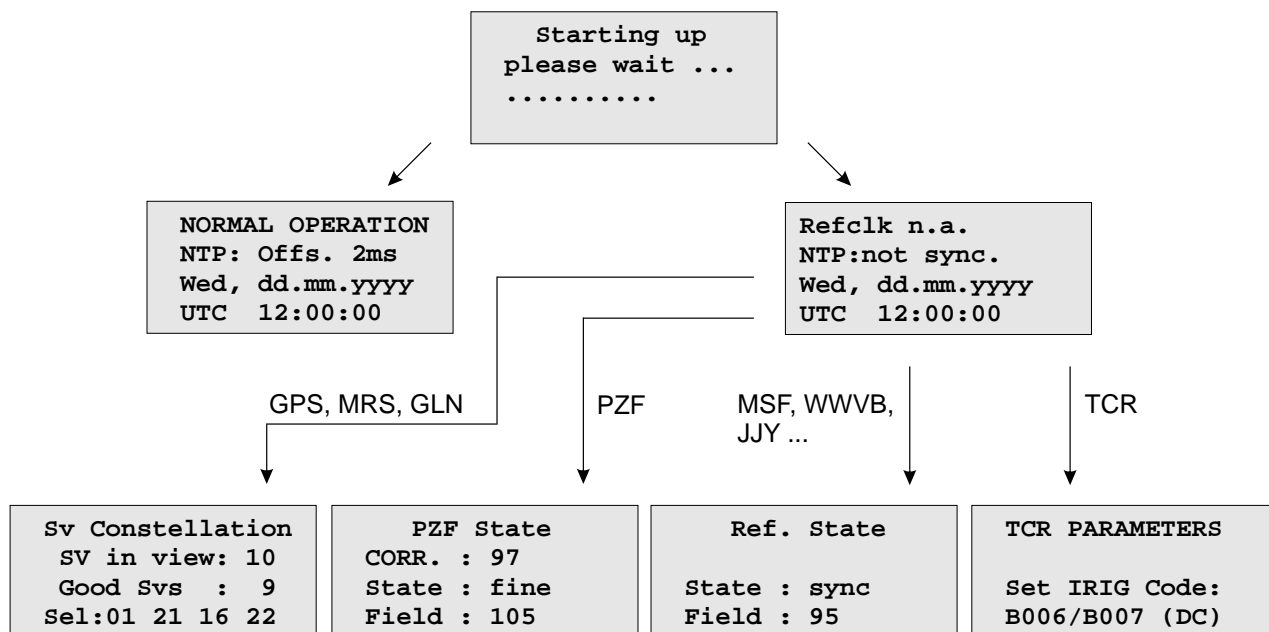 Starting up
please wait ...
..........
NORMAL OPERATION
NTP: Offs. 2ms
Wed, dd.mm.yyyy
UTC 12:00:00
Refclk n.a.
NTP:not sync.
Wed, dd.mm.yyyy
UTC 12:00:00
GPS, MRS, GLN
PZF
MSF, WWVB,
JJY ...
TCR
Sv Constellation
SV in view: 10
Good Svs : 9
Sel:01 21 16 22
PZF State
CORR. : 97
State : fine
Field : 105
Ref. State
State : sync
Field : 95
TCR PARAMETERS
Set IRIG Code:
B006/B007 (DC)